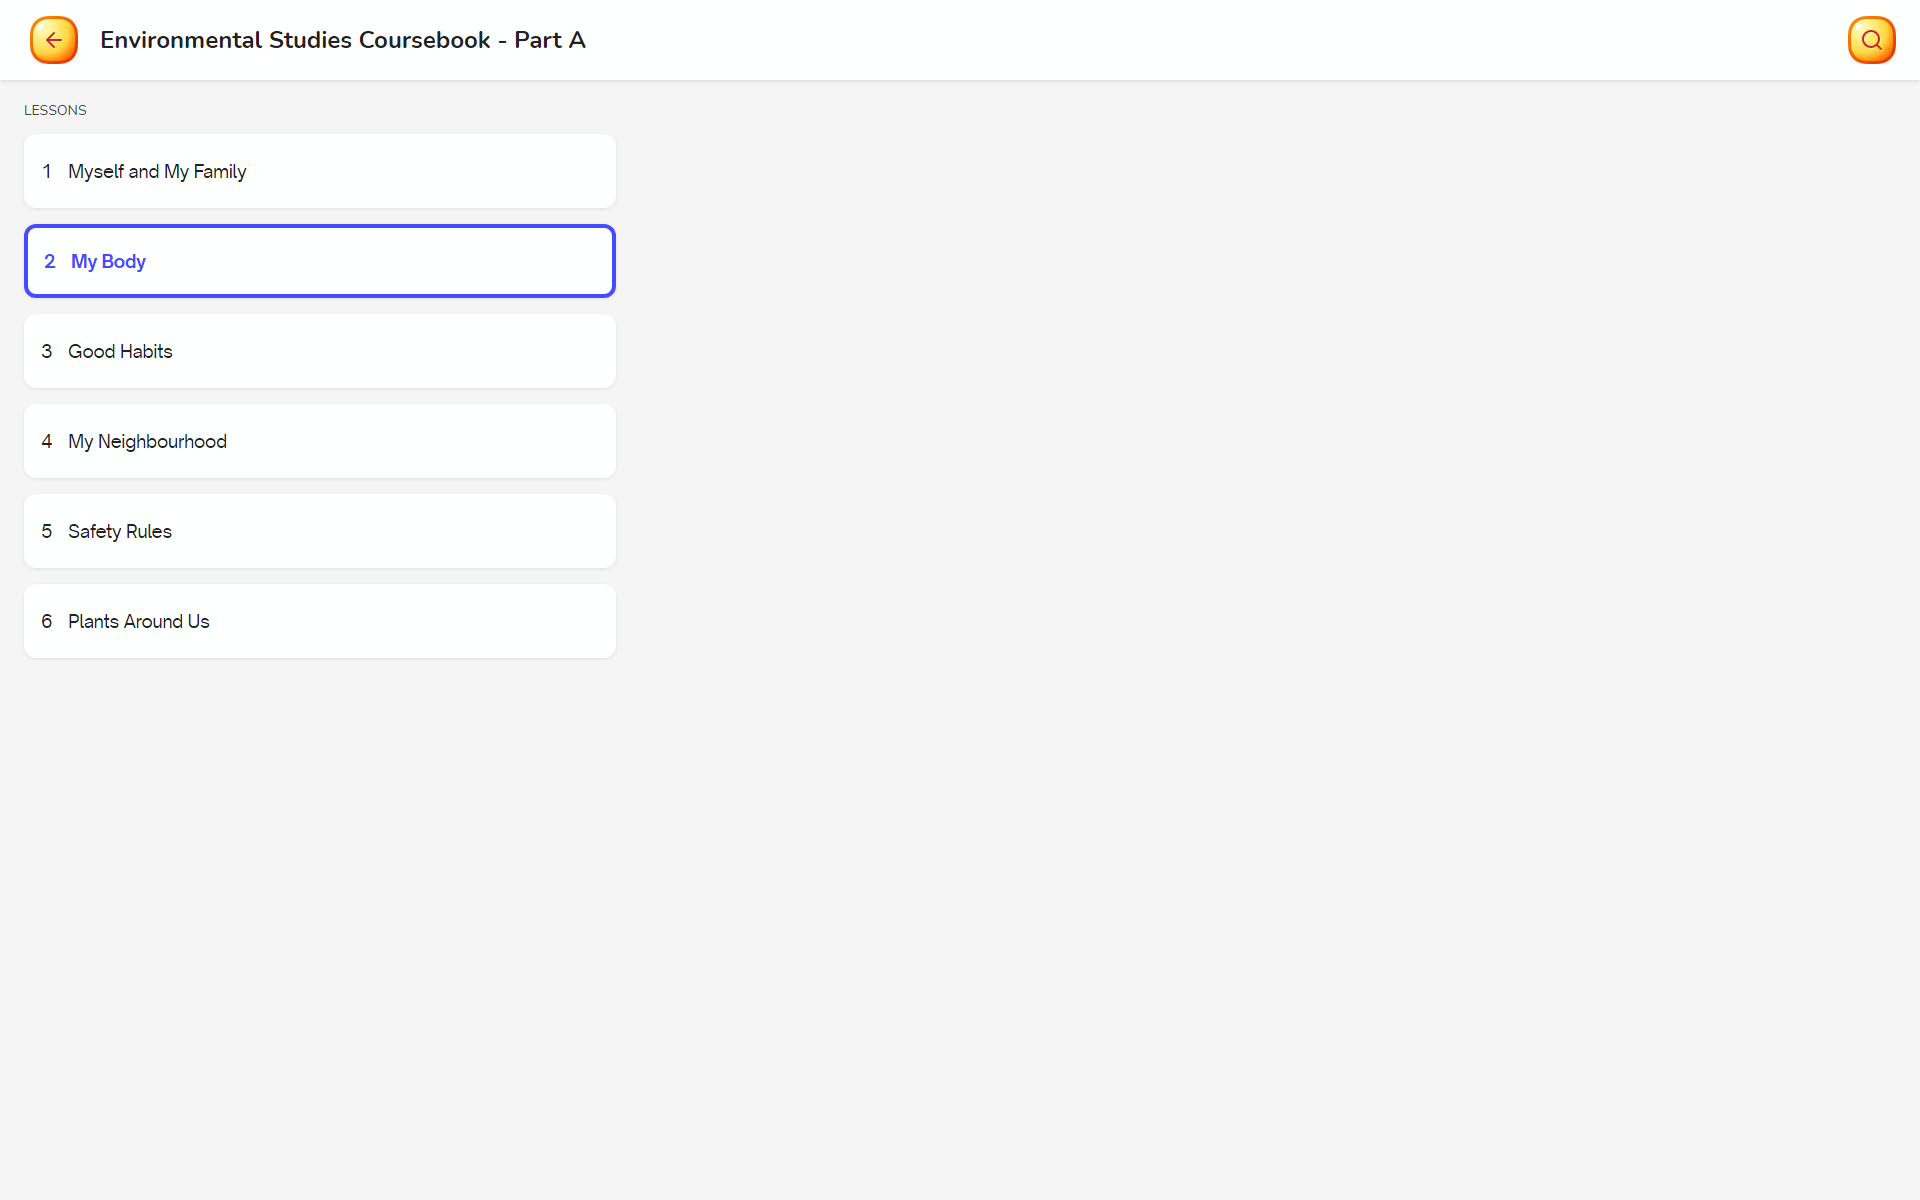 Environmental Studies Coursebook - Part A
LESSONS
1 Myself and My Family
2 My Body
3 Good Habits
4 My Neighbourhood
5 Safety Rules
6 Plants Around Us